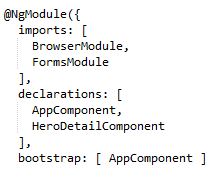 @NgModule({
  imports: [
    BrowserModule,
    FormsModule
  ],
  declarations: [
    AppComponent,
    HeroDetailComponent
  ],
  bootstrap: [ AppComponent ]